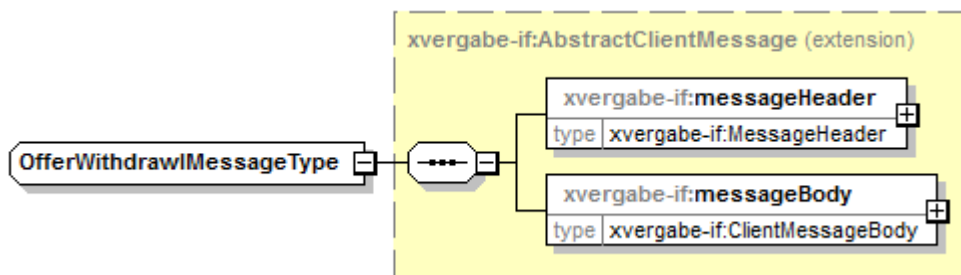 xvergabe-if:AbstractClientMessage (extension)
xvergabe-if:messageHeader
type xvergabe-if:MessageHeader
OfferWithdrawlMessageType
xvergabe-if:messageBody
type xvergabe-if:ClientMessageBody